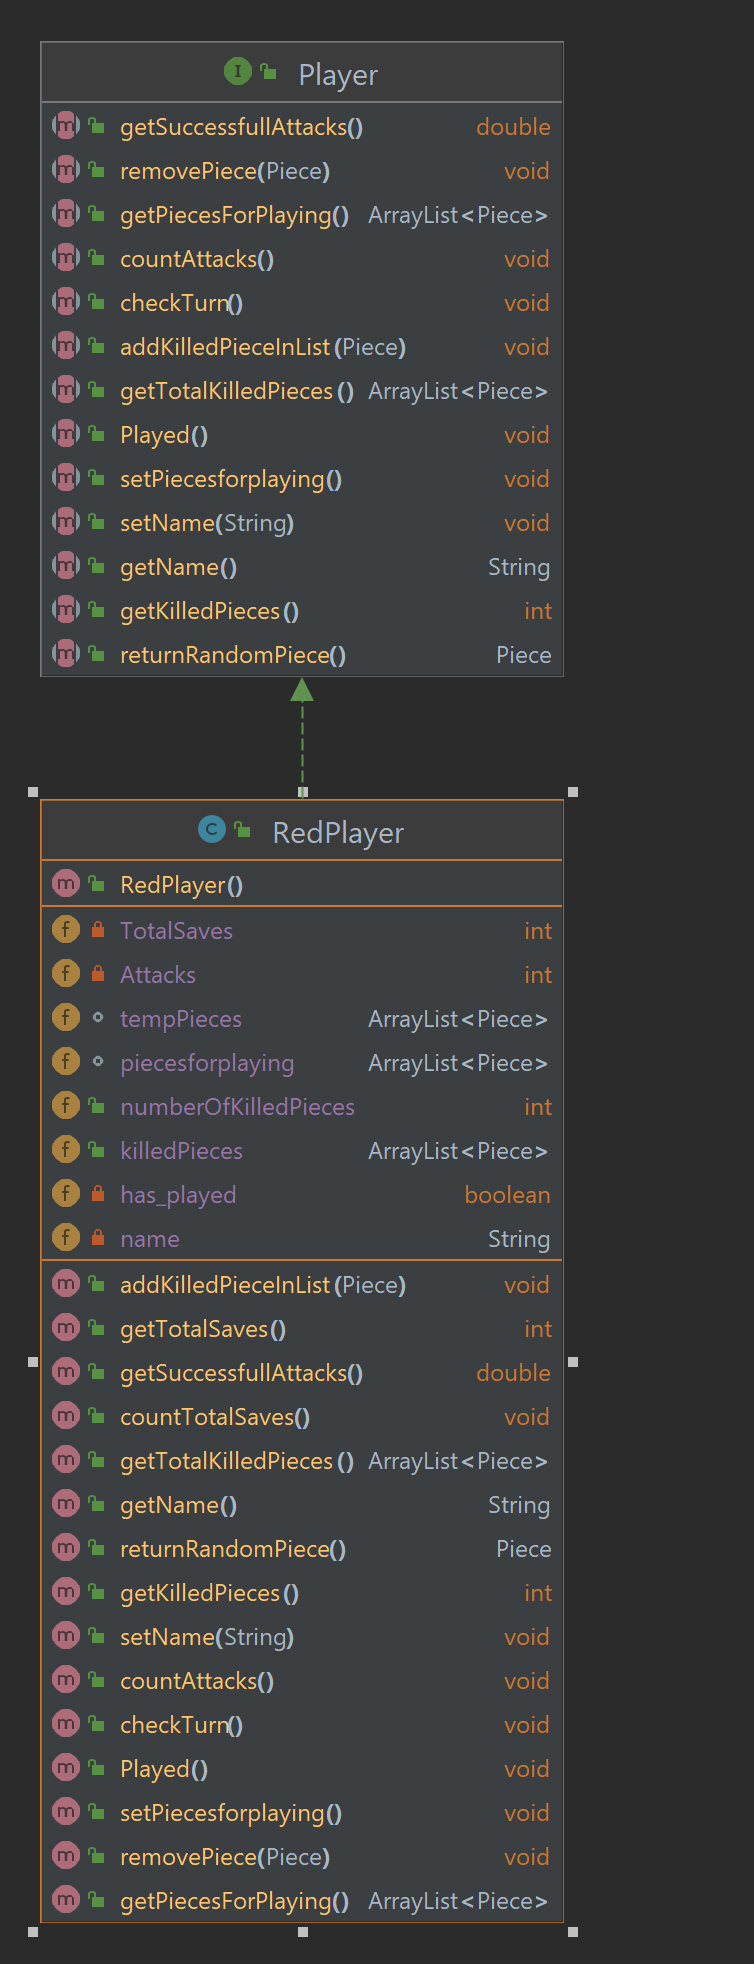 I Player
m getSuccessfullAttacks() double
m removePiece(Piece) void
m getPiecesForPlaying() ArrayList<Piece>
m countAttacks() void
m checkTurn() void
m addKilledPieceInList(Piece) void
m getTotalKilledPieces() ArrayList<Piece>
m Played() void
m setPiecesforplaying() void
m setName(String) void
m getName() String
m getKilledPieces() int
m returnRandomPiece() Piece
C RedPlayer
m RedPlayer()
f TotalSaves int
f Attacks int
f tempPieces ArrayList<Piece>
f piecesforplaying ArrayList<Piece>
f numberOfKilledPieces int
f killedPieces ArrayList<Piece>
f has_played boolean
f name String
m addKilledPieceInList(Piece) void
m getTotalSaves() int
m getSuccessfullAttacks() double
m countTotalSaves() void
m getTotalKilledPieces() ArrayList<Piece>
m getName() String
m returnRandomPiece() Piece
m getKilledPieces() int
m setName(String) void
m countAttacks() void
m checkTurn() void
m Played() void
m setPiecesforplaying() void
m removePiece(Piece) void
m getPiecesForPlaying() ArrayList<Piece>